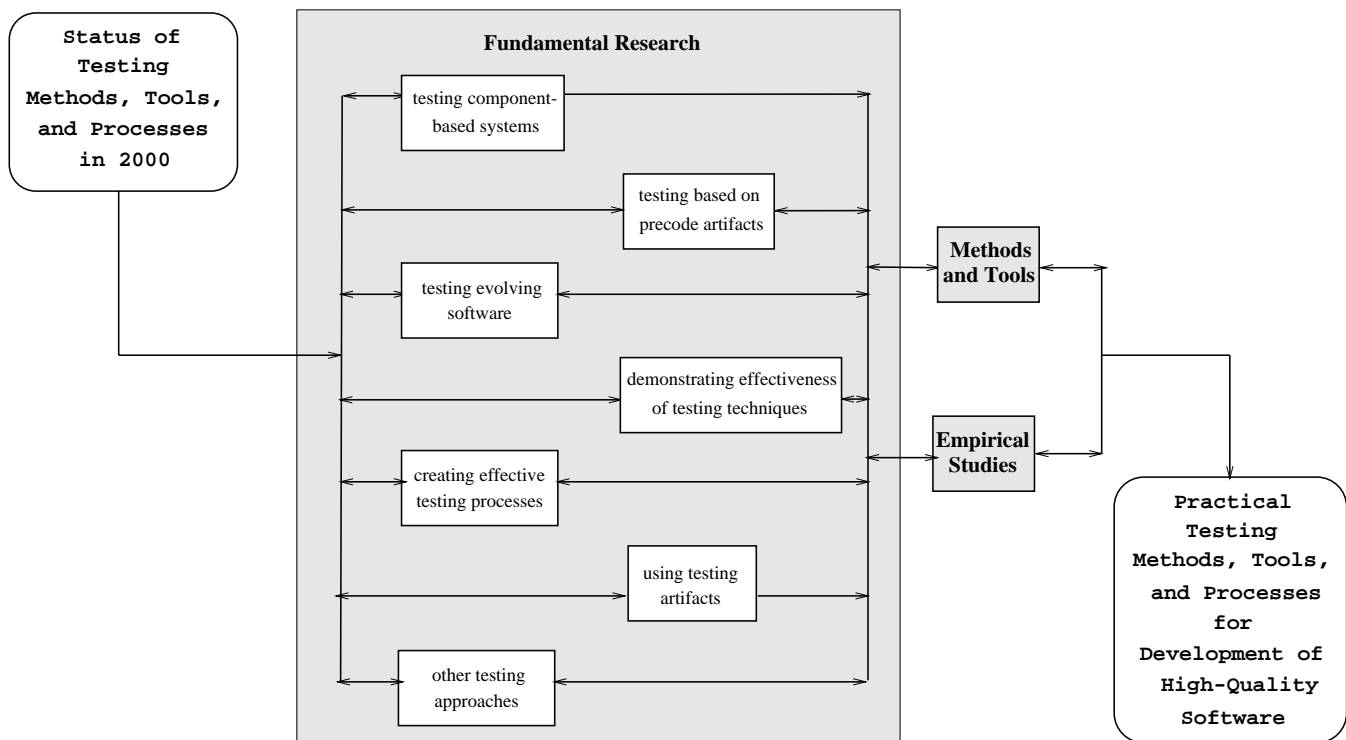 Status of
Testing
Methods, Tools,
and Processes
in 2000
Fundamental Research
testing component-
based systems
testing based on
precode artifacts
testing evolving
software
demonstrating effectiveness
of testing techniques
creating effective
testing processes
using testing
artifacts
other testing
approaches
Methods
and Tools
Empirical
Studies
Practical
Testing
Methods, Tools,
and Processes
for
Development of
High-Quality
Software